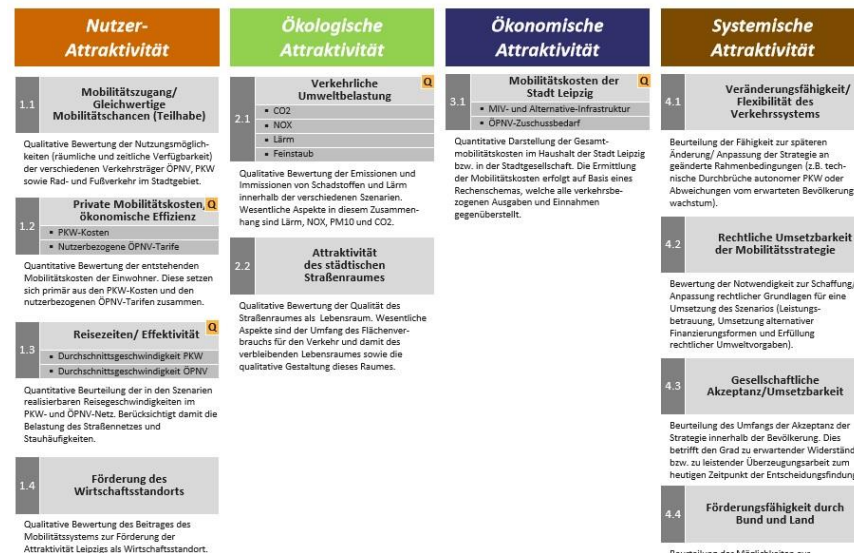 Nutzer-
Attraktivität
1.1
Mobilitätszugang/
Gleichwertige
Mobilitätschancen (Teilhabe)
Qualitative Bewertung der Nutzungsmöglich-
keiten (räumliche und zeitliche Verfügbarkeit)
der verschiedenen Verkehrsträger ÖPNV, PKW
sowie Rad- und Fußverkehr im Stadtgebiet.
1.2
Private Mobilitätskosten,
ökonomische Effizienz
Q
▪ PKW-Kosten
▪ Nutzerbezogene ÖPNV-Tarife
Quantitative Bewertung der entstehenden
Mobilitätskosten der Einwohner. Diese setzen
sich primär aus den PKW-Kosten und den
nutzerbezogenen ÖPNV-Tarifen zusammen.
1.3
Reisezeiten/ Effektivität
Q
▪ Durchschnittsgeschwindigkeit PKW
▪ Durchschnittsgeschwindigkeit ÖPNV
Quantitative Beurteilung der in den Szenarien
realisierbaren Reisegeschwindigkeiten im
PKW- und ÖPNV-Netz. Berücksichtigt damit die
Belastung des Straßennetzes und
Stauhäufigkeiten.
1.4
Förderung des
Wirtschaftsstandorts
Qualitative Bewertung des Beitrages des
Mobilitätssystems zur Förderung der
Attraktivität Leipzigs als Wirtschaftsstandort.
Ökologische
Attraktivität
2.1
Verkehrliche
Umweltbelastung
Q
▪ CO2
▪ NOX
▪ Lärm
▪ Feinstaub
Qualitative Bewertung der Emissionen und
Immissionen von Schadstoffen und Lärm
innerhalb der verschiedenen Szenarien.
Wesentliche Aspekte in diesem Zusammen-
hang sind Lärm, NOX, PM10 und CO2.
2.2
Attraktivität
des städtischen
Straßenraumes
Qualitative Bewertung der Qualität des
Straßenraumes als Lebensraum. Wesentliche
Aspekte sind der Umfang des Flächenver-
brauchs für den Verkehr und damit des
verbleibenden Lebensraumes sowie die
qualitative Gestaltung dieses Raumes.
Ökonomische
Attraktivität
3.1
Mobilitätskosten der
Stadt Leipzig
Q
▪ MIV- und Alternative-Infrastruktur
▪ ÖPNV-Zuschussbedarf
Quantitative Darstellung der Gesamt-
mobilitätskosten im Haushalt der Stadt Leipzig
bzw. in der Stadtgesellschaft. Die Ermittlung
der Mobilitätskosten erfolgt auf Basis eines
Rechenschemas, welche alle verkehrsbe-
zogenen Ausgaben und Einnahmen
gegenüberstellt.
Systemische
Attraktivität
4.1
Veränderungsfähigkeit/
Flexibilität des
Verkehrssystems
Beurteilung der Fähigkeit zur späteren
Änderung/ Anpassung der Strategie an
geänderte Rahmenbedingungen (z.B. tech-
nische Durchbrüche autonomer PKW oder
Abweichungen vom erwarteten Bevölkerungs
wachstum).
4.2
Rechtliche Umsetzbarkeit
der Mobilitätsstrategie
Bewertung der Notwendigkeit zur Schaffung/
Anpassung rechtlicher Grundlagen für eine
Umsetzung des Szenarios (Leistungs-
betrauung, Umsetzung alternativer
Finanzierungsformen und Erfüllung
rechtlicher Umweltvorgaben).
4.3
Gesellschaftliche
Akzeptanz/Umsetzbarkeit
Beurteilung des Umfangs der Akzeptanz der
Strategie innerhalb der Bevölkerung. Dies
betrifft den Grad zu erwartender Widerständ
bzw. zu leistender Überzeugungsarbeit zum
heutigen Zeitpunkt der Entscheidungsfindung
4.4
Förderungsfähigkeit durch
Bund und Land